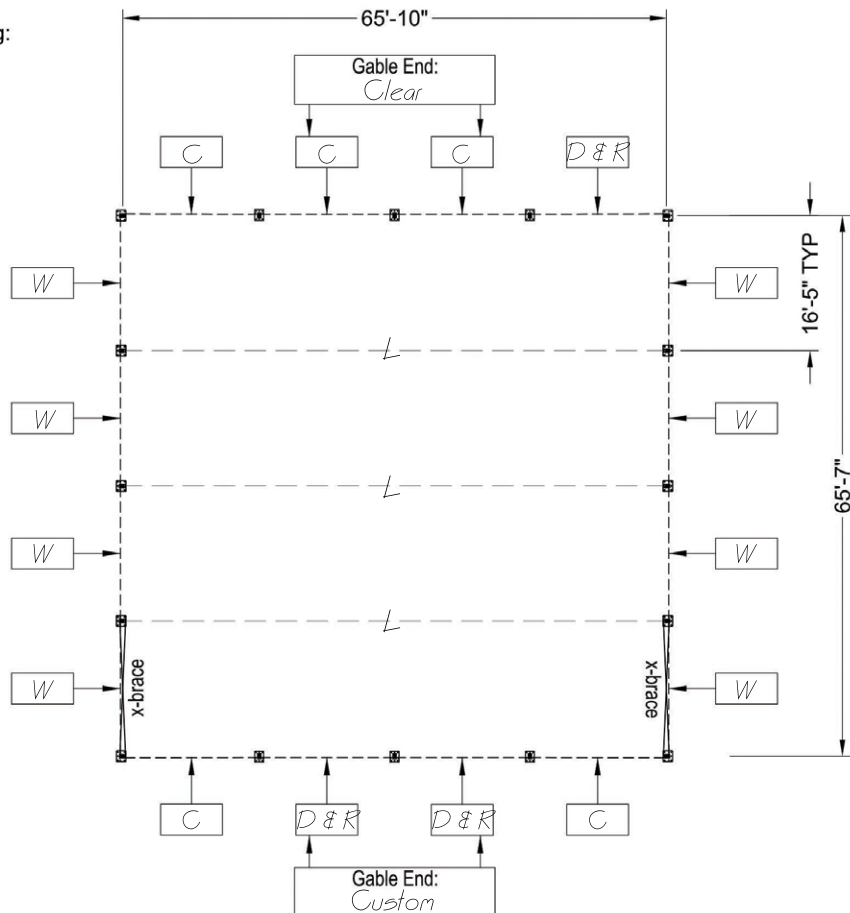 g:
65'-10"
Gable End:
Clear
C
C
C
D & R
W
W
16'-5" TYP
L
W
W
65'-7"
L
W
W
L
x-brace
x-brace
W
W
C
D & R
D & R
C
Gable End:
Custom